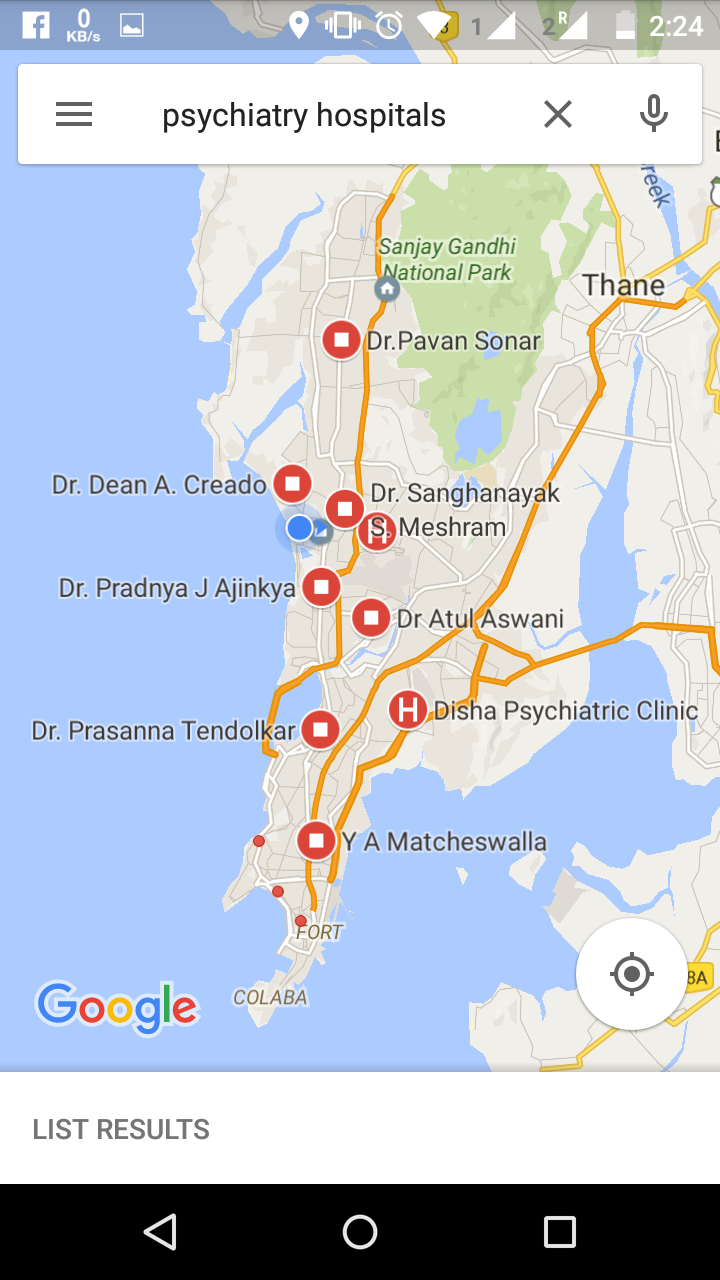 0
KB/s
1
2
R
2:24
psychiatry hospitals
reek
Sanjay Gandhi
National Park
Thane
Dr.Pavan Sonar
Dr. Dean A. Creado
Dr. Sanghanayak
S. Meshram
H
Dr. Pradnya J Ajinkya
Dr Atul Aswani
H
Disha Psychiatric Clinic
Dr. Prasanna Tendolkar
Y A Matcheswalla
FORT
8A
Google
COLABA
LIST RESULTS